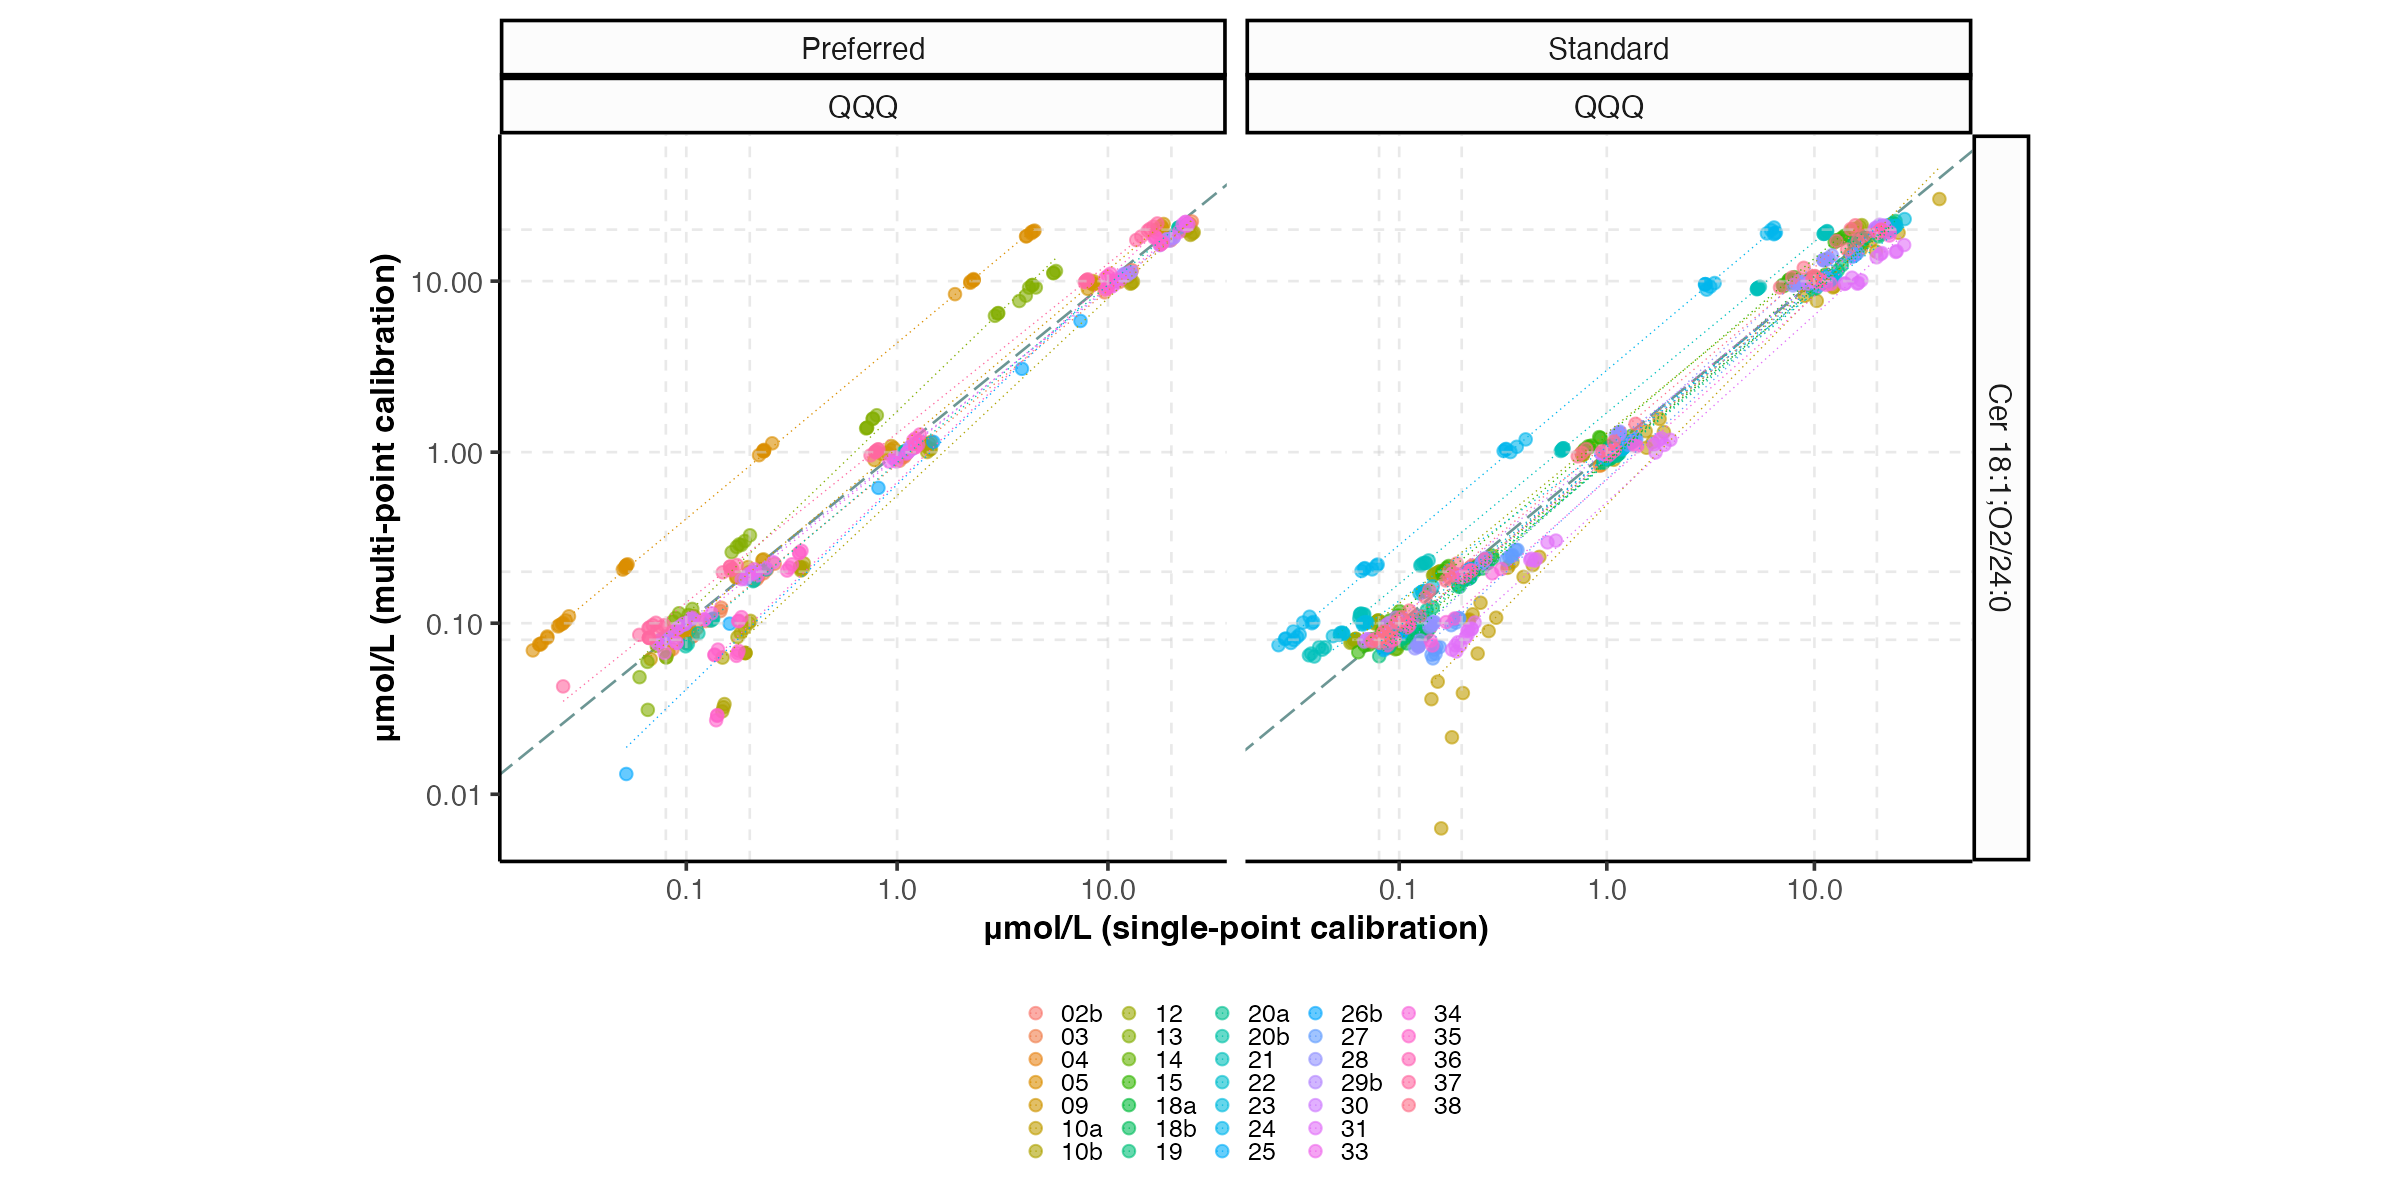 Preferred
Standard
QQQ
QQQ
µmol/L (multi-point calibration)
10.00
1.00
0.10
0.01
Cer 18:1;O2/24:0
0.1
1.0
10.0
0.1
1.0
10.0
µmol/L (single-point calibration)
02b 12 20a 26b 34
03 13 20b 27 35
04 14 21 28 36
05 15 22 29b 37
09 18a 23 30 38
10a 18b 24 31
10b 19 25 33